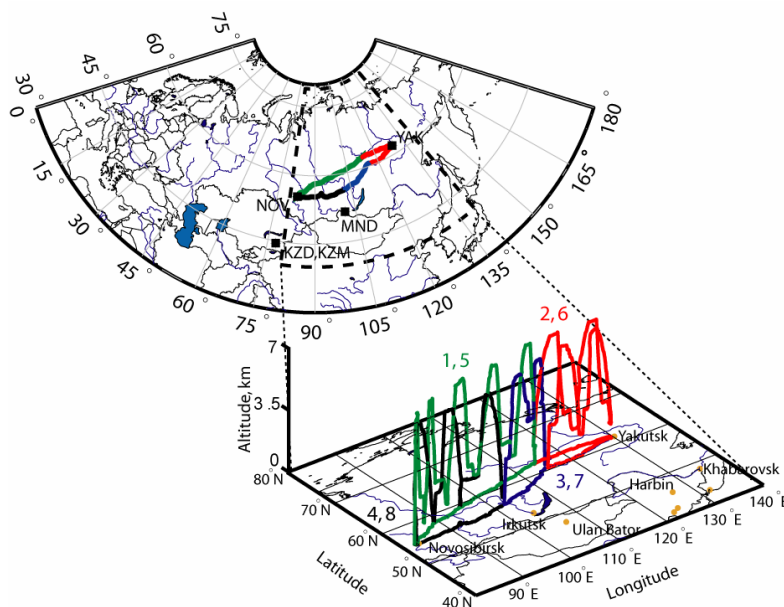 75
60
45
30
0
15
30
45
60
75
90
105
120
135
150
165
180
YAK
NOV
MND
KZD,KZM
7
3.5
0
Altitude, km
1,5
2,6
3,7
4,8
80 N
70 N
60 N
50 N
40 N
Latitude
90 E
100 E
110 E
120 E
130 E
140 E
Longitude
Yakutsk
Khabarovsk
Harbin
Irkutsk
Ulan Bator
Novosibirsk